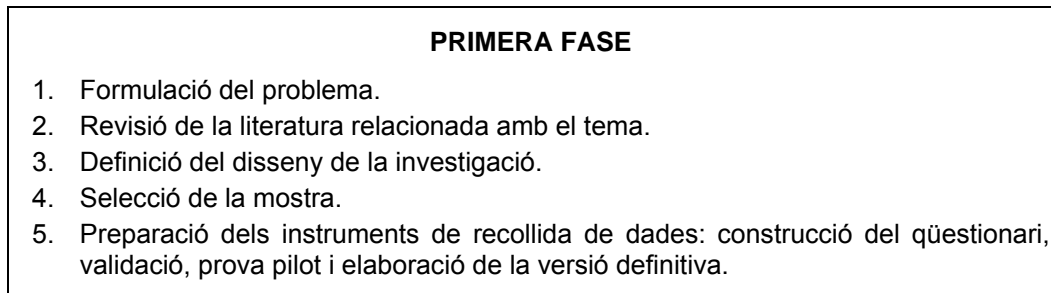 PRIMERA FASE
1. Formulació del problema.
2. Revisió de la literatura relacionada amb el tema.
3. Definició del disseny de la investigació.
4. Selecció de la mostra.
5. Preparació dels instruments de recollida de dades: construcció del qüestionari,
validació, prova pilot i elaboració de la versió definitiva.